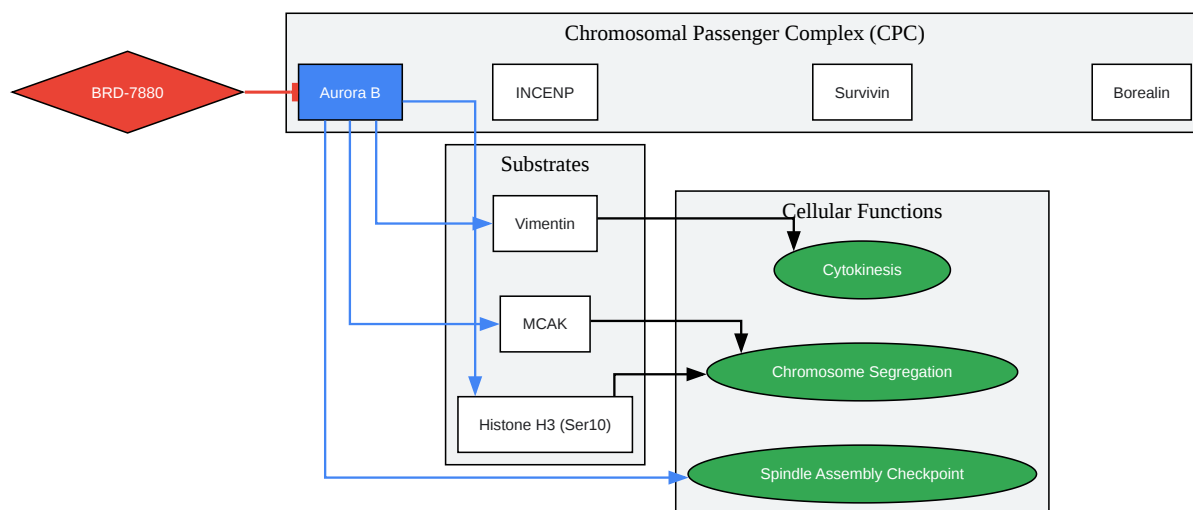 Chromosomal Passenger Complex (CPC)
BRD-7880
Aurora B
INCENP
Survivin
Borealin
Substrates
Vimentin
MCAK
Histone H3 (Ser10)
Cellular Functions
Cytokinesis
Chromosome Segregation
Spindle Assembly Checkpoint